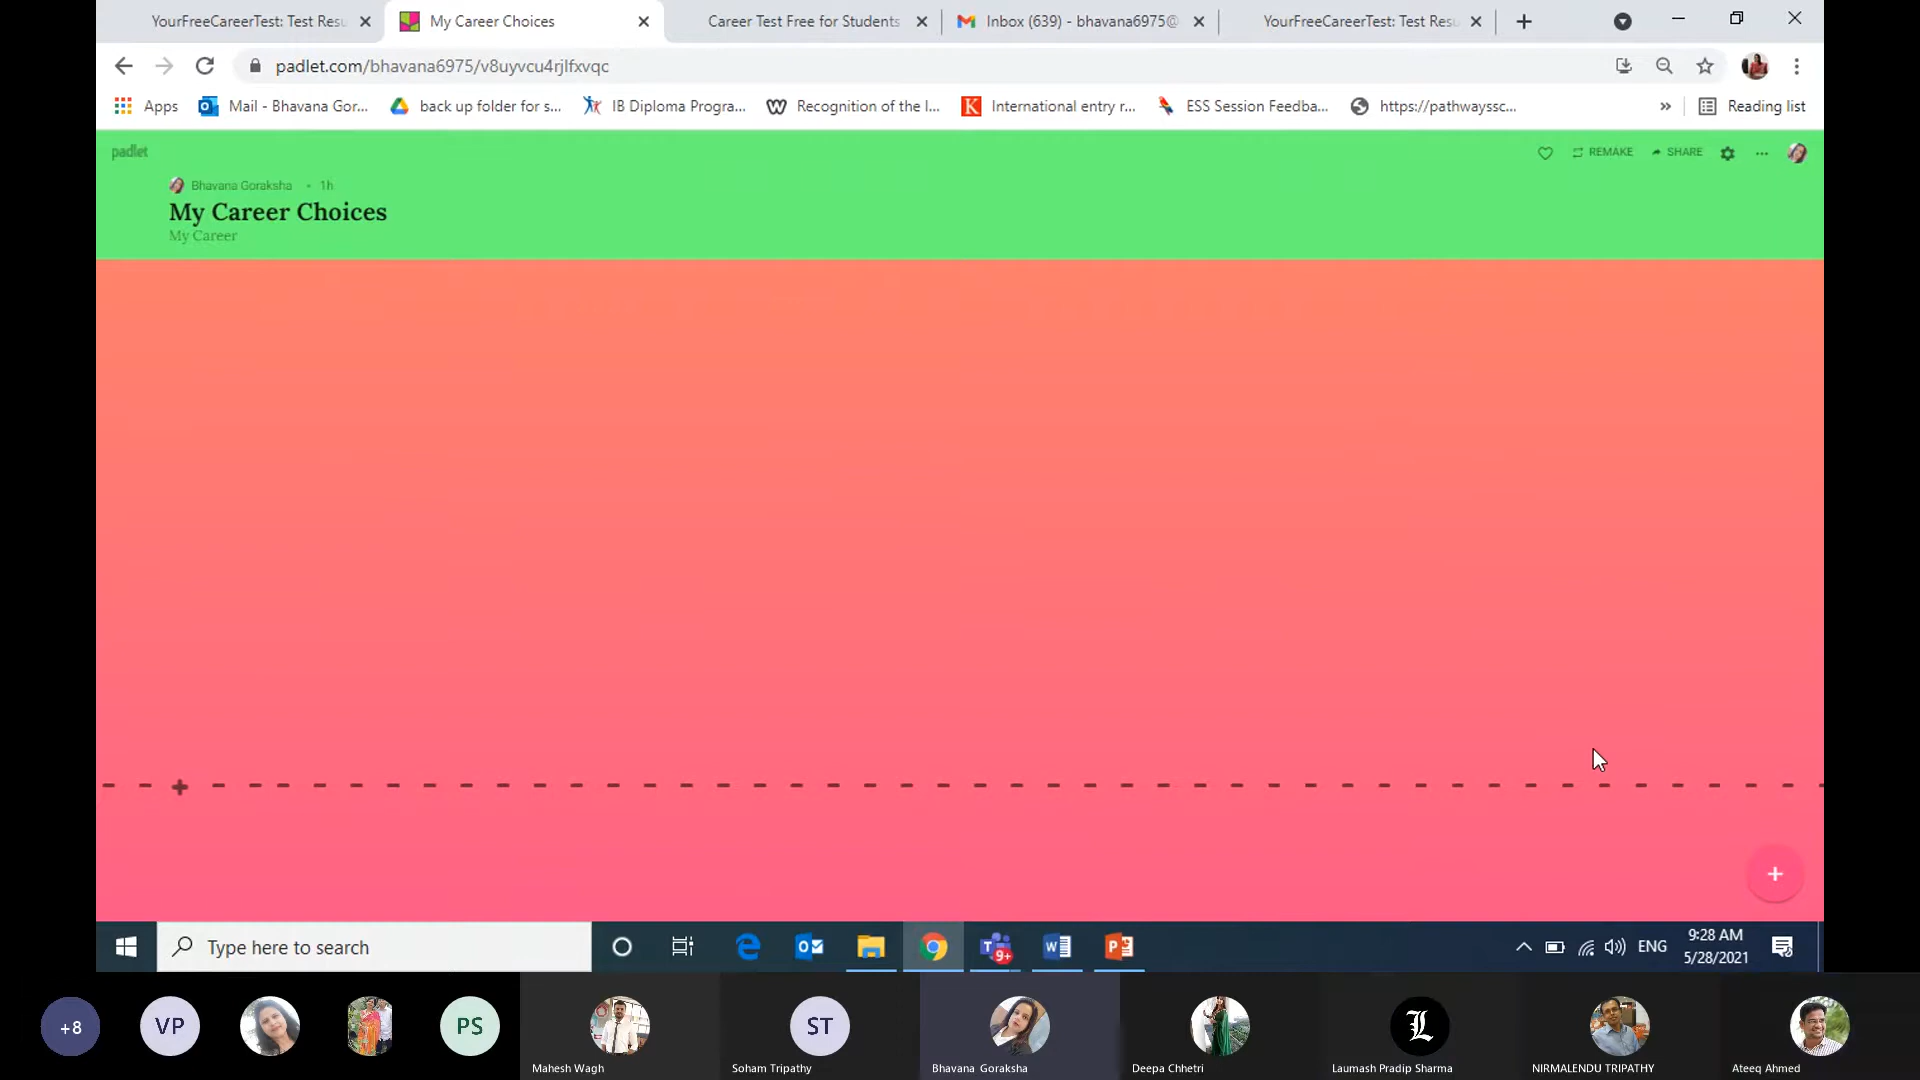 YourFreeCareerTest: Test Resu
My Career Choices
Career Test Free for Students
Inbox (639) - bhavana6975@
YourFreeCareerTest: Test Resu
padlet.com/bhavana6975/v8uyvcu4rjlfxvqc
Apps
Mail - Bhavana Gor...
back up folder for s...
IB Diploma Progra...
Recognition of the I...
International entry r...
ESS Session Feedba...
https://pathwayssc...
»
Reading list
padlet
REMAKE
SHARE
Bhavana Goraksha • 1h
My Career Choices
My Career
Type here to search
9+
ENG
9:28 AM
5/28/2021
+8
VP
PS
ST
L
Mahesh Wagh
Soham Tripathy
Bhavana Goraksha
Deepa Chhetri
Laumash Pradip Sharma
NIRMALENDU TRIPATHY
Ateeq Ahmed